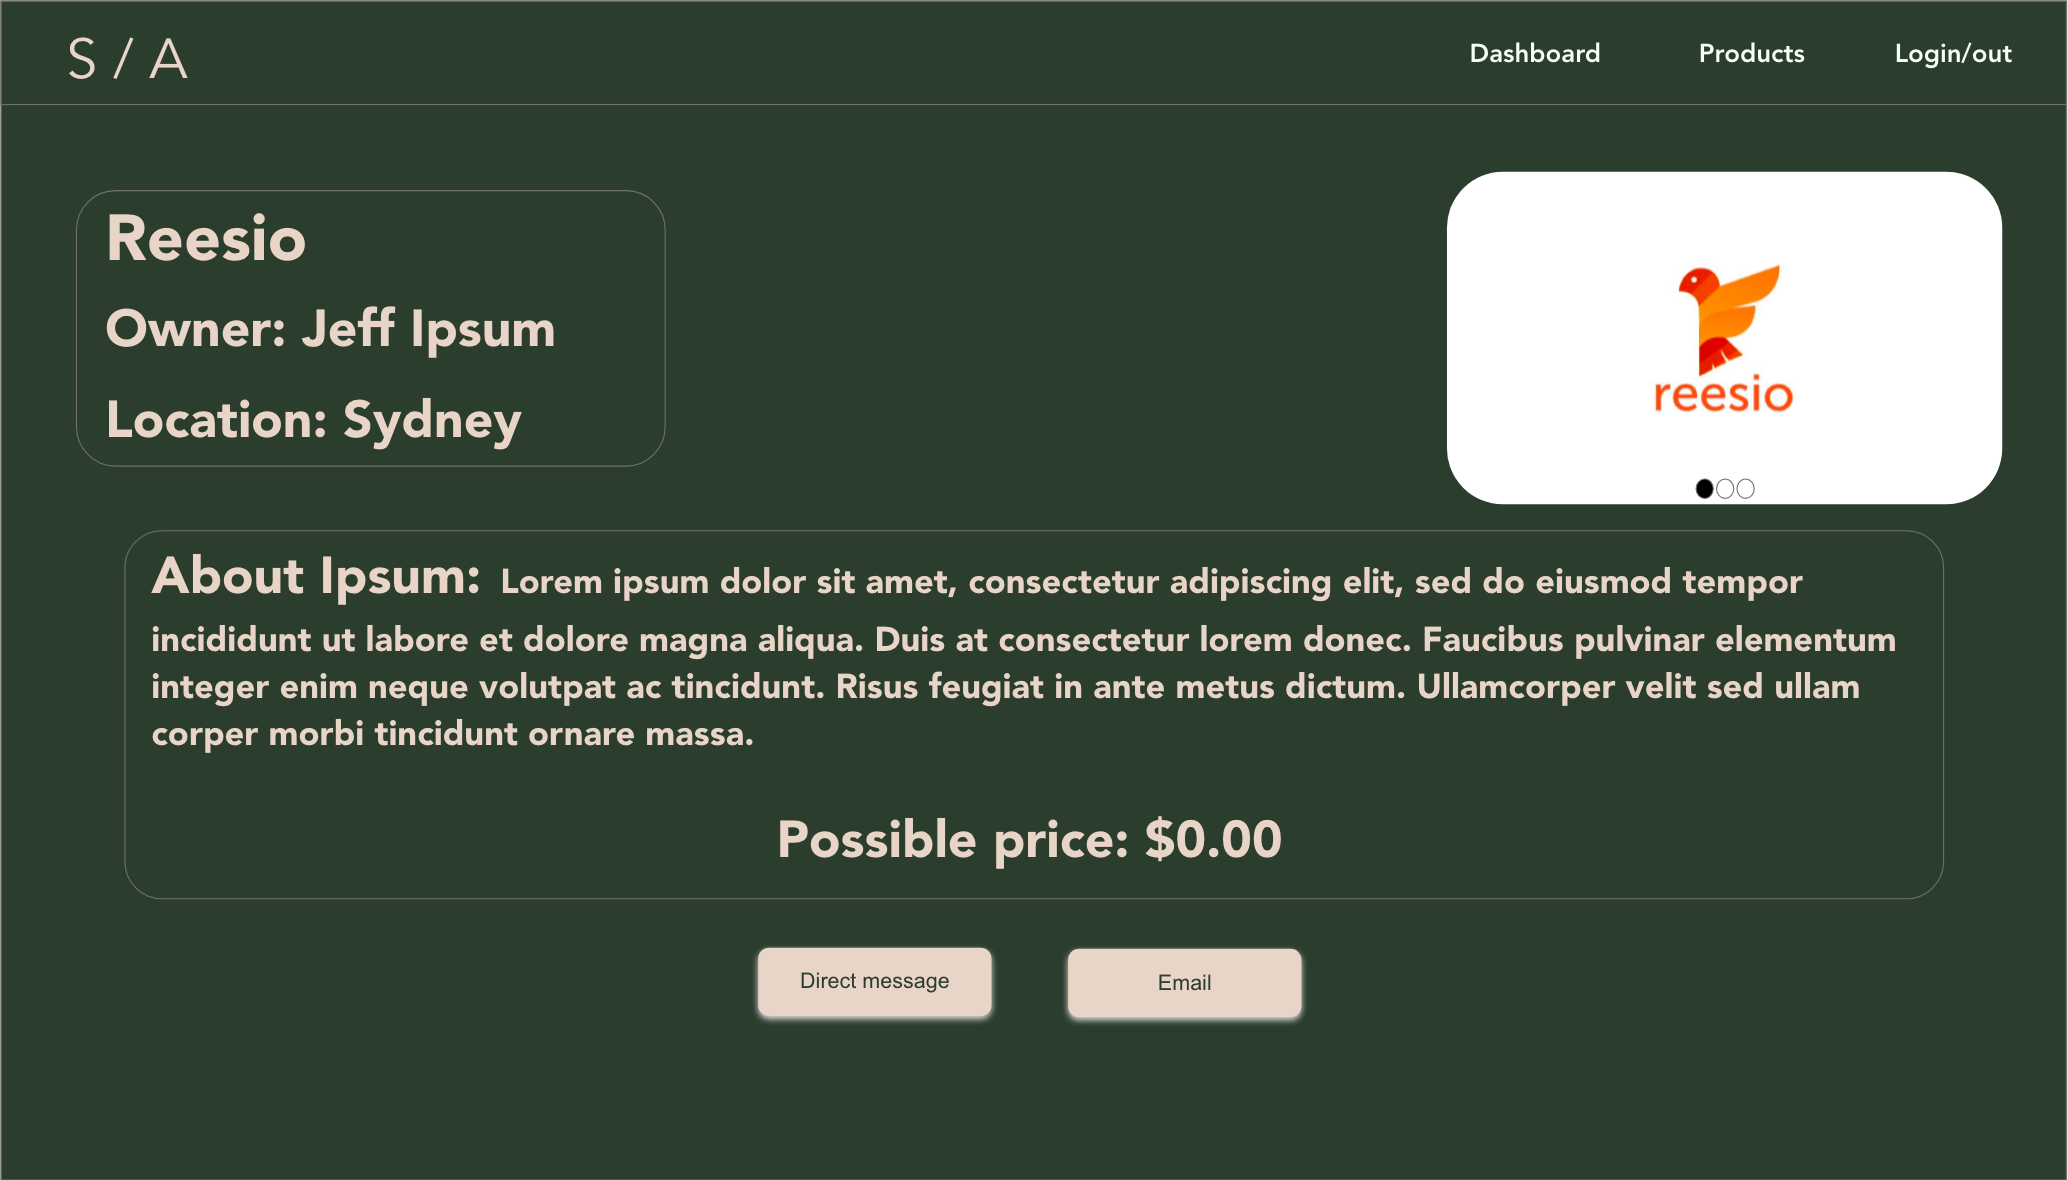 S / A
Dashboard
Products
Login/out
Reesio
Owner: Jeff Ipsum
Location: Sydney
reesio
About Ipsum: Lorem ipsum dolor sit amet, consectetur adipiscing elit, sed do eiusmod tempor
incididunt ut labore et dolore magna aliqua. Duis at consectetur lorem donec. Faucibus pulvinar elementum
integer enim neque volutpat ac tincidunt. Risus feugiat in ante metus dictum. Ullamcorper velit sed ullam
corper morbi tincidunt ornare massa.
Possible price: $0.00
Direct message
Email